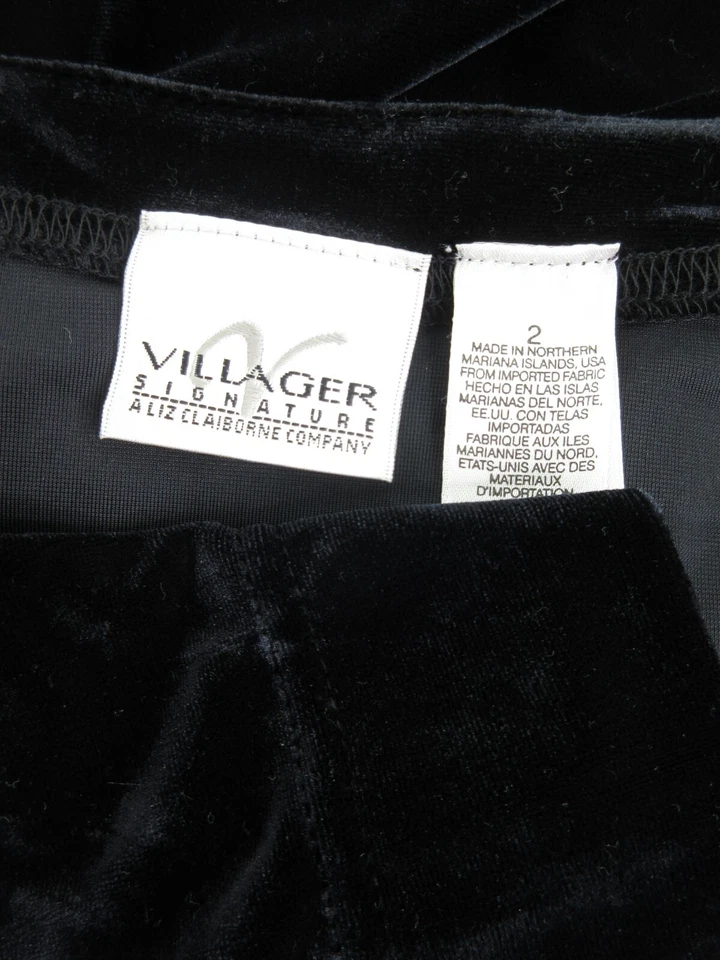 VILLAGER
SIGNATURE
A LIZ CLAIBORNE COMPANY
2
MADE IN NORTHERN
MARIANA ISLANDS, USA
FROM IMPORTED FABRIC
HECHO EN LAS ISLAS
MARIANAS DEL NORTE,
EE.UU. CON TELAS
IMPORTADAS
FABRIQUE AUX ILES
MARIANNES DU NORD,
ETATS-UNIS AVEC DES
MATERIAUX
D'IMPORTATION